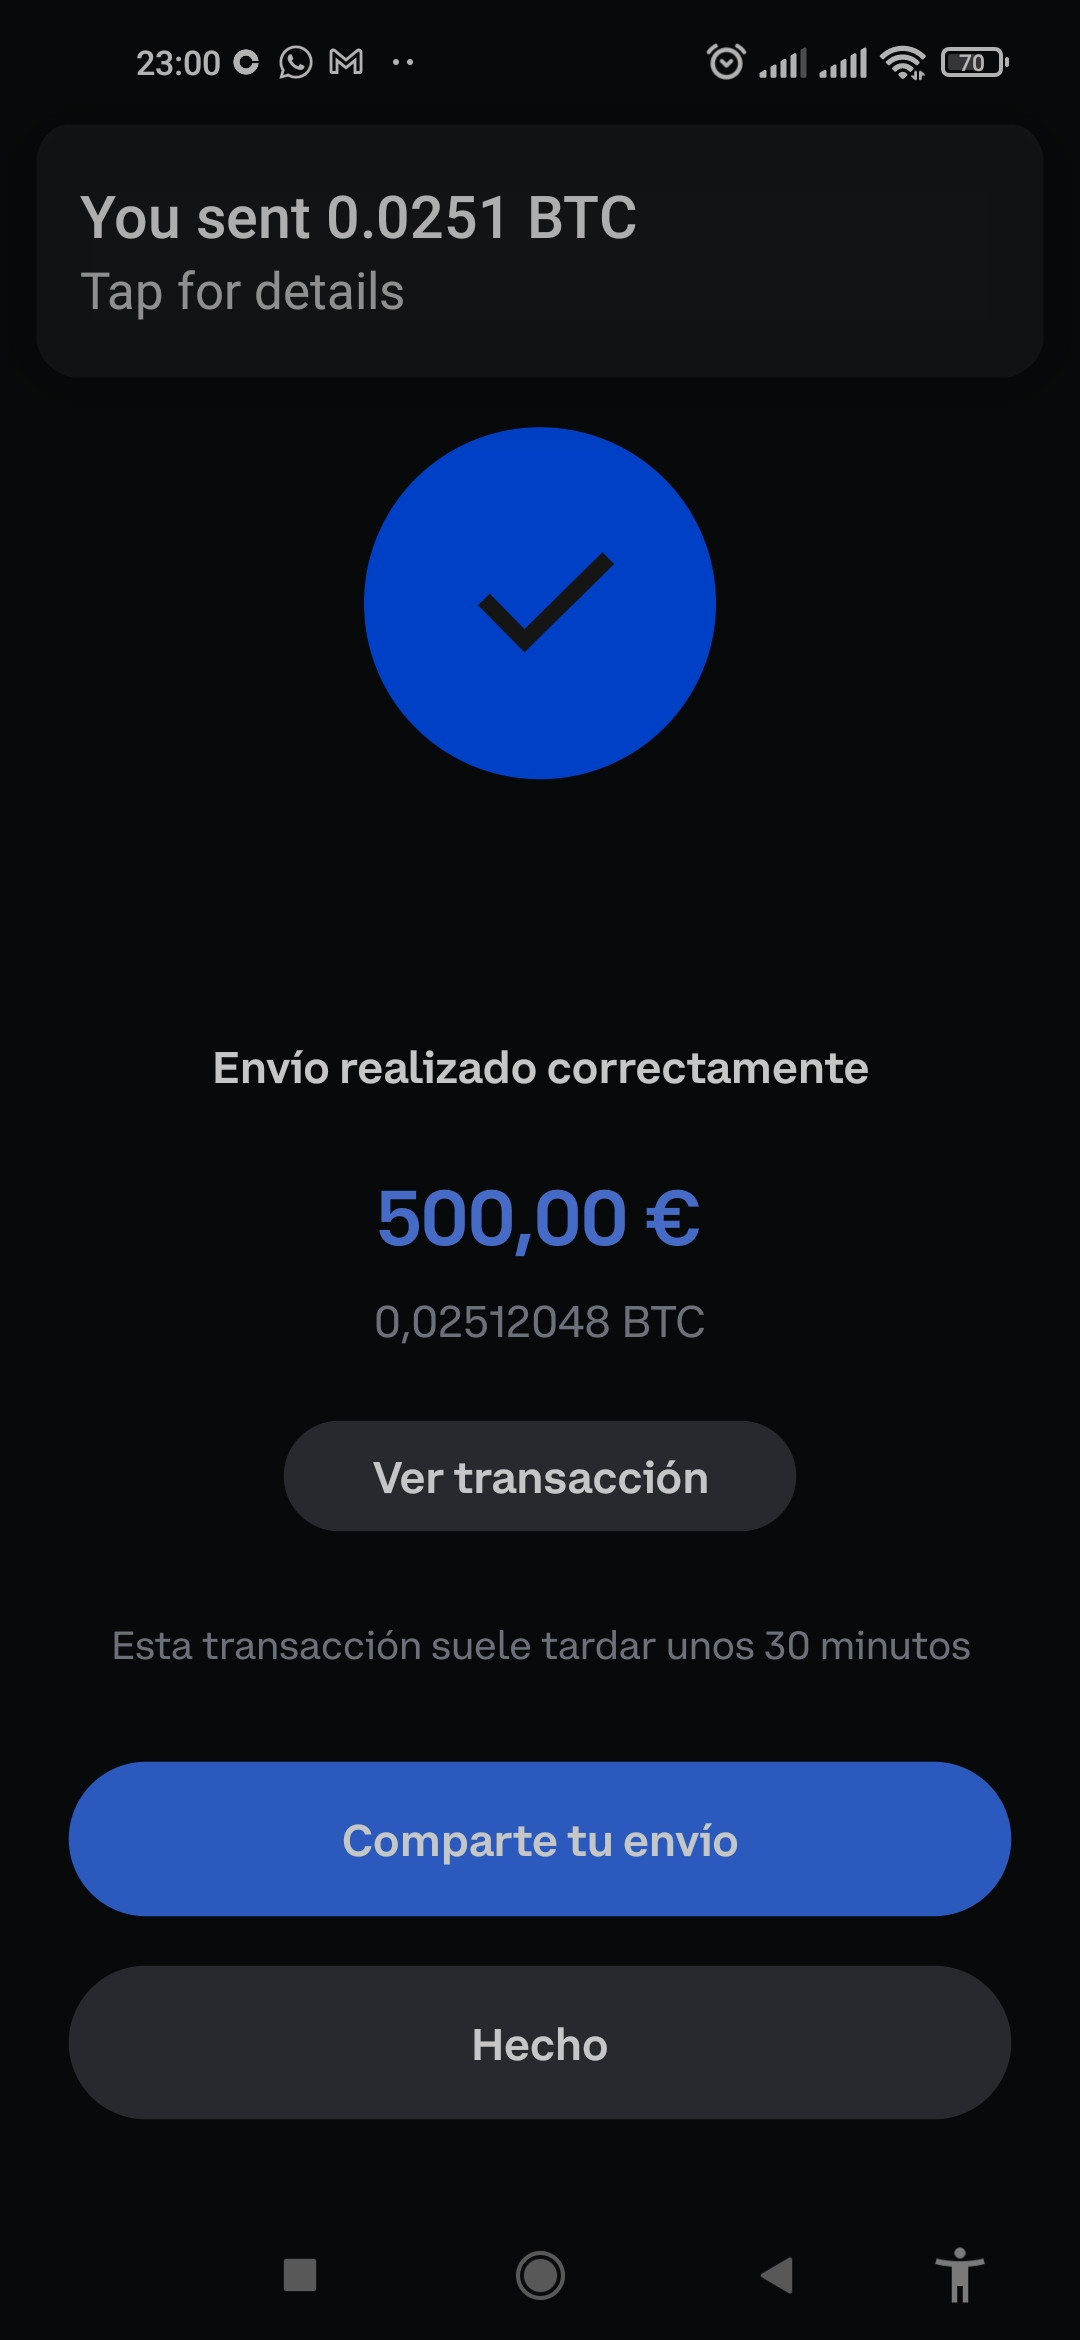 23:00
70
You sent 0.0251 BTC
Tap for details
Envío realizado correctamente
500,00 €
0,02512048 BTC
Ver transacción
Esta transacción suele tardar unos 30 minutos
Comparte tu envío
Hecho